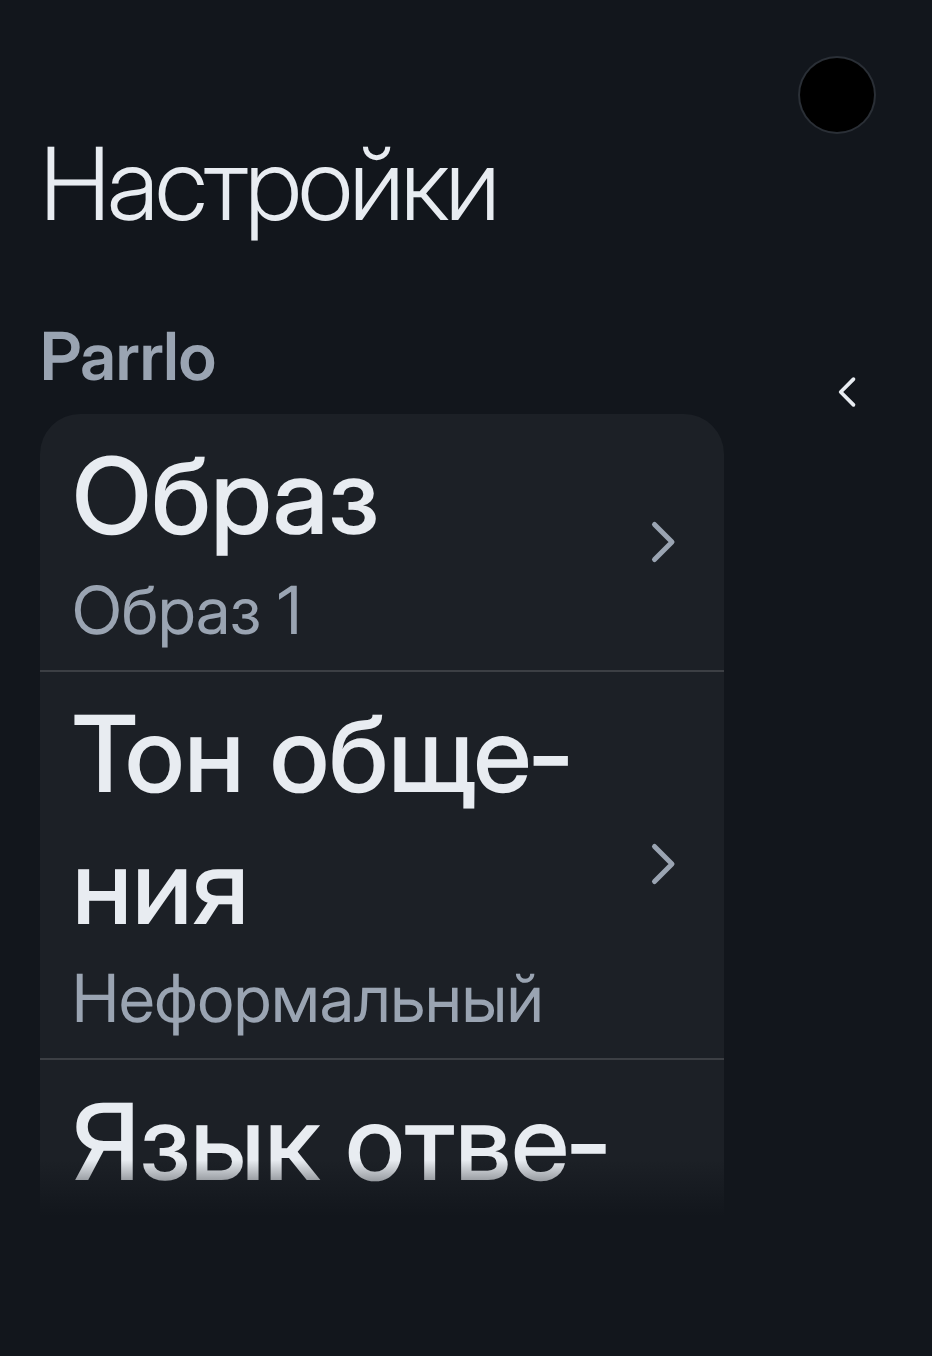 Настройки
Parrlo
Образ
Образ 1
Тон обще-
ния
Неформальный
Язык отве-